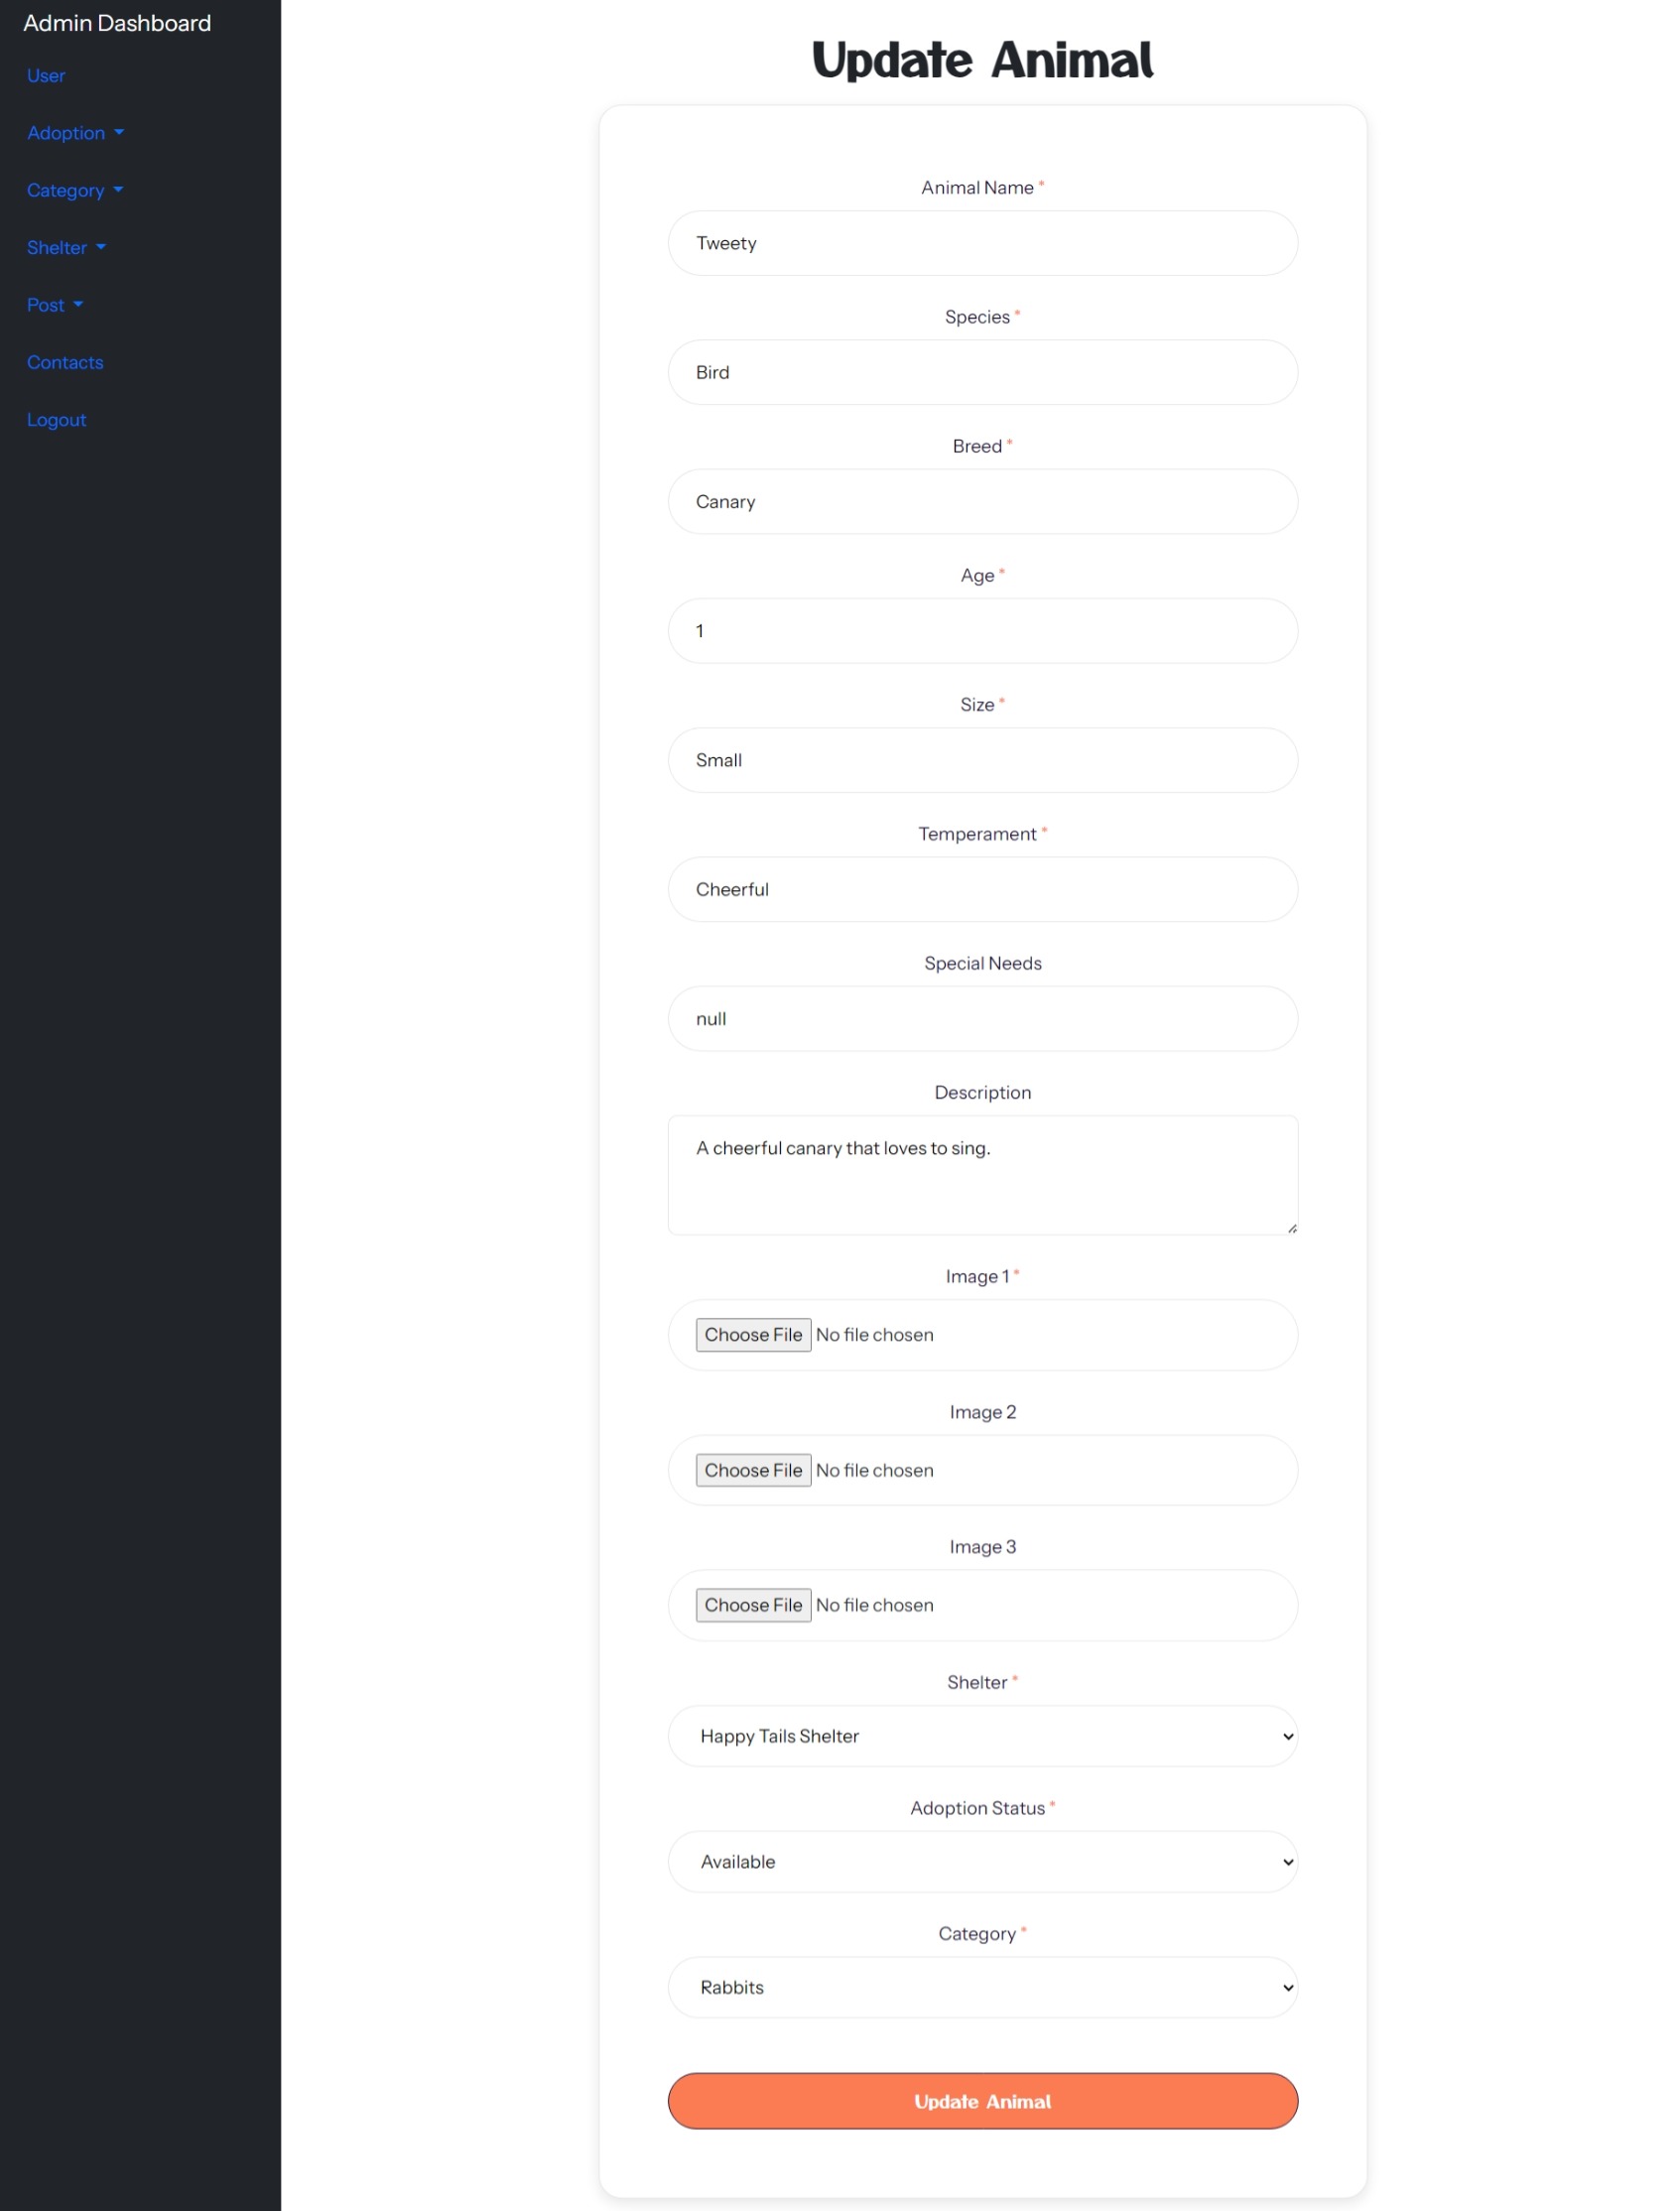 Admin Dashboard
User
Adoption
Category
Shelter
Post
Contacts
Logout
Update Animal
Animal Name *
Tweety
Species *
Bird
Breed *
Canary
Age *
1
Size *
Small
Temperament *
Cheerful
Special Needs
null
Description
A cheerful canary that loves to sing.
Image 1 *
Choose File No file chosen
Image 2
Choose File No file chosen
Image 3
Choose File No file chosen
Shelter *
Happy Tails Shelter
Adoption Status *
Available
Category *
Rabbits
Update Animal